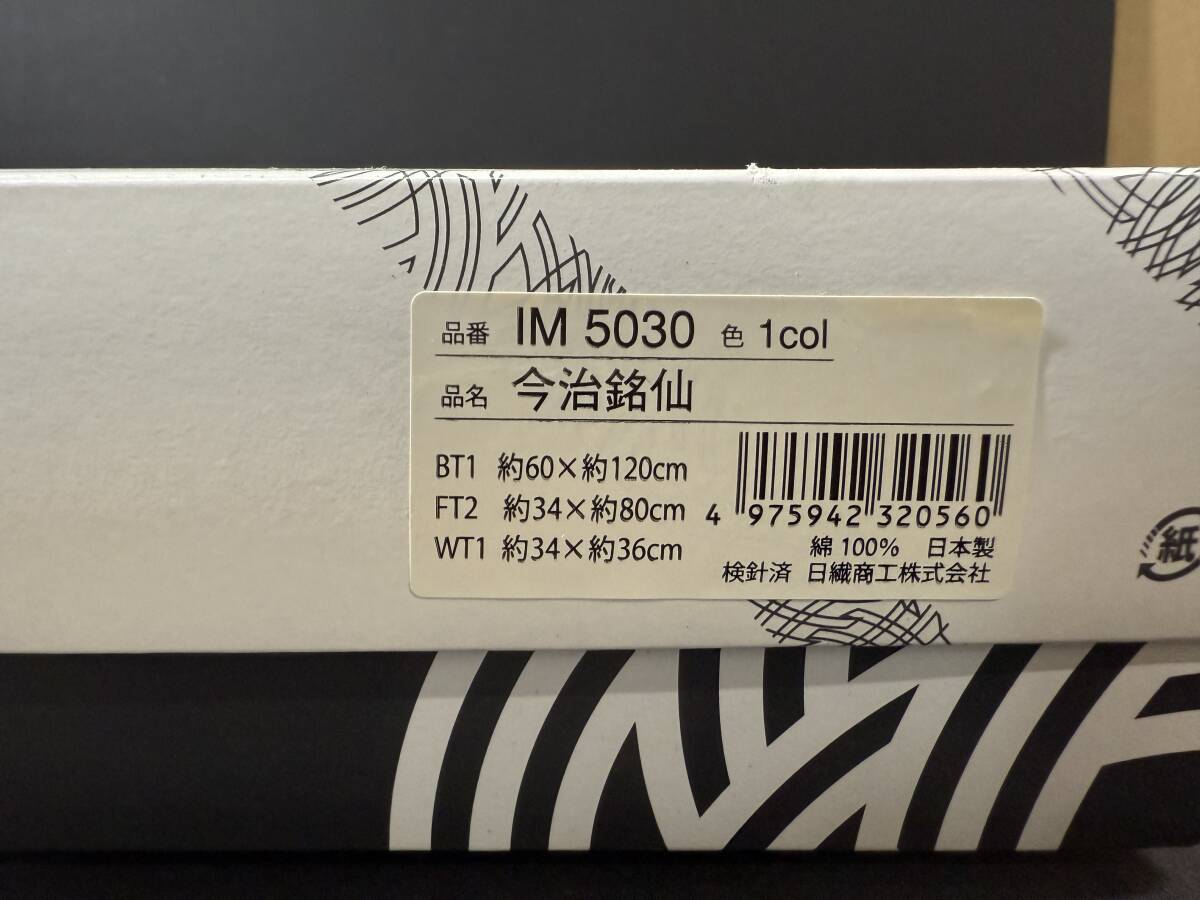 品番 IM 5030 色 1col
品名 今治銘仙
BT1 約60×約120cm
FT2 約34×約80cm
WT1 約34×約36cm
4 975942 320560
綿 100% 日本製
検針済 日繊商工株式会社
紙